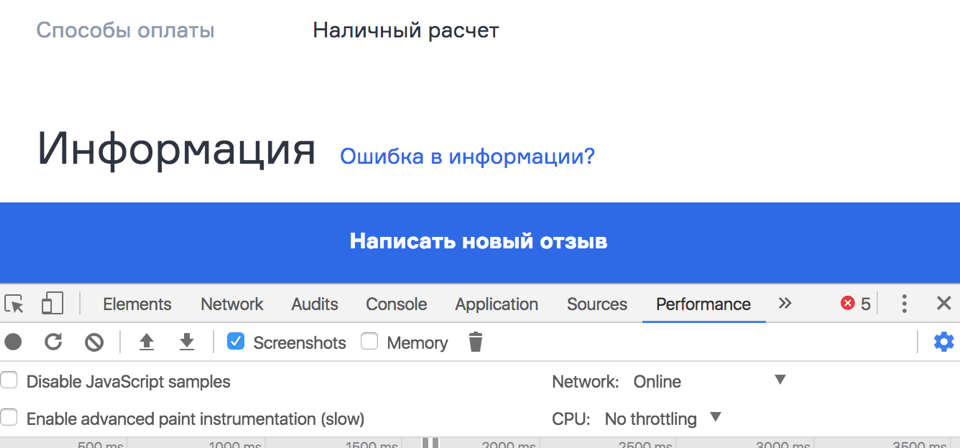 Способы оплаты Наличный расчет
Информация Ошибка в информации?
Написать новый отзыв
Elements Network Audits Console Application Sources Performance » 5
Screenshots Memory
Disable JavaScript samples Network: Online
Enable advanced paint instrumentation (slow) CPU: No throttling
500 ms 1000 ms 1500 ms 2000 ms 2500 ms 3000 ms 3500 ms